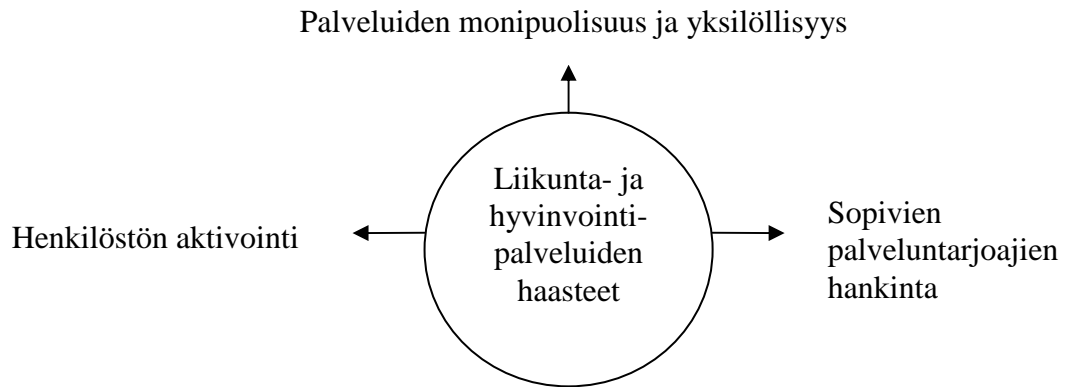 Palveluiden monipuolisuus ja yksilöllisyys
Liikunta- ja
hyvinvointi-
palveluiden
haasteet
Henkilöstön aktivointi
Sopivien
palveluntarjoajien
hankinta